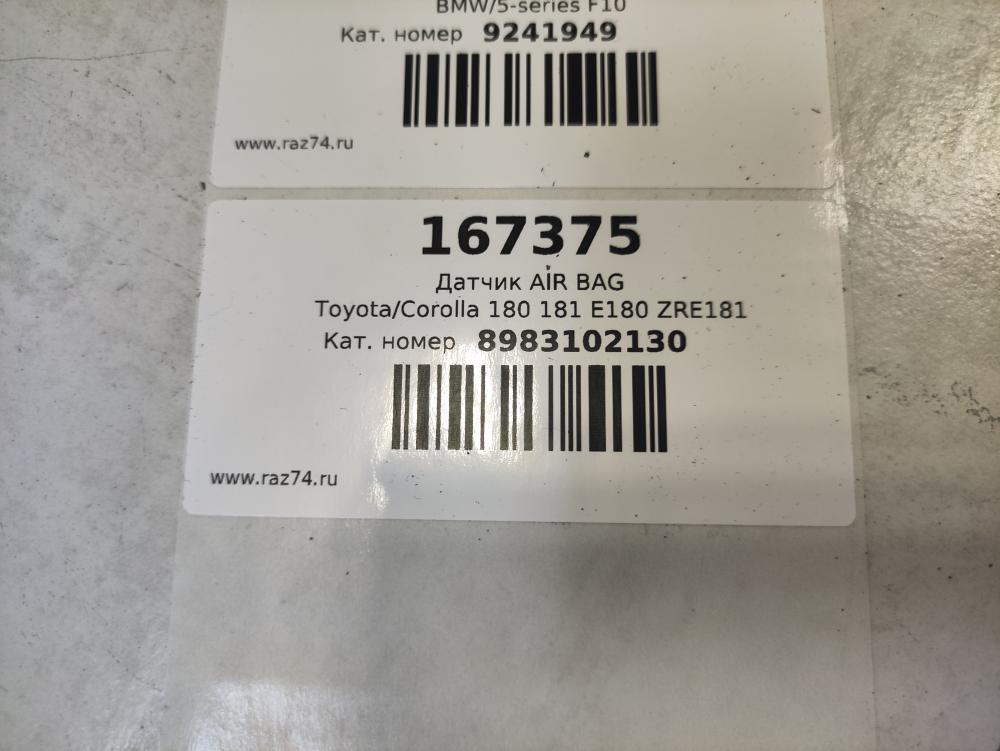 BMW/5-series F10
Кат. номер 9241949
www.raz74.ru
167375
Датчик AIR BAG
Toyota/Corolla 180 181 E180 ZRE181
Кат. номер 8983102130
www.raz74.ru